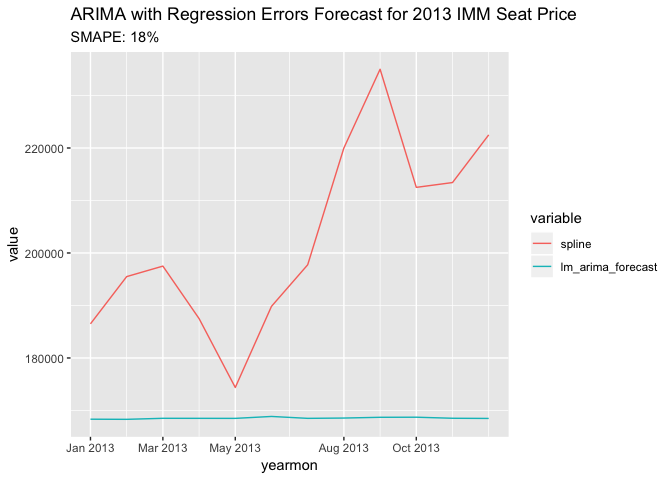 ARIMA with Regression Errors Forecast for 2013 IMM Seat Price
SMAPE: 18%
220000
200000
180000
value
Jan 2013 Mar 2013 May 2013 Aug 2013 Oct 2013
yearmon
variable
spline
lm_arima_forecast